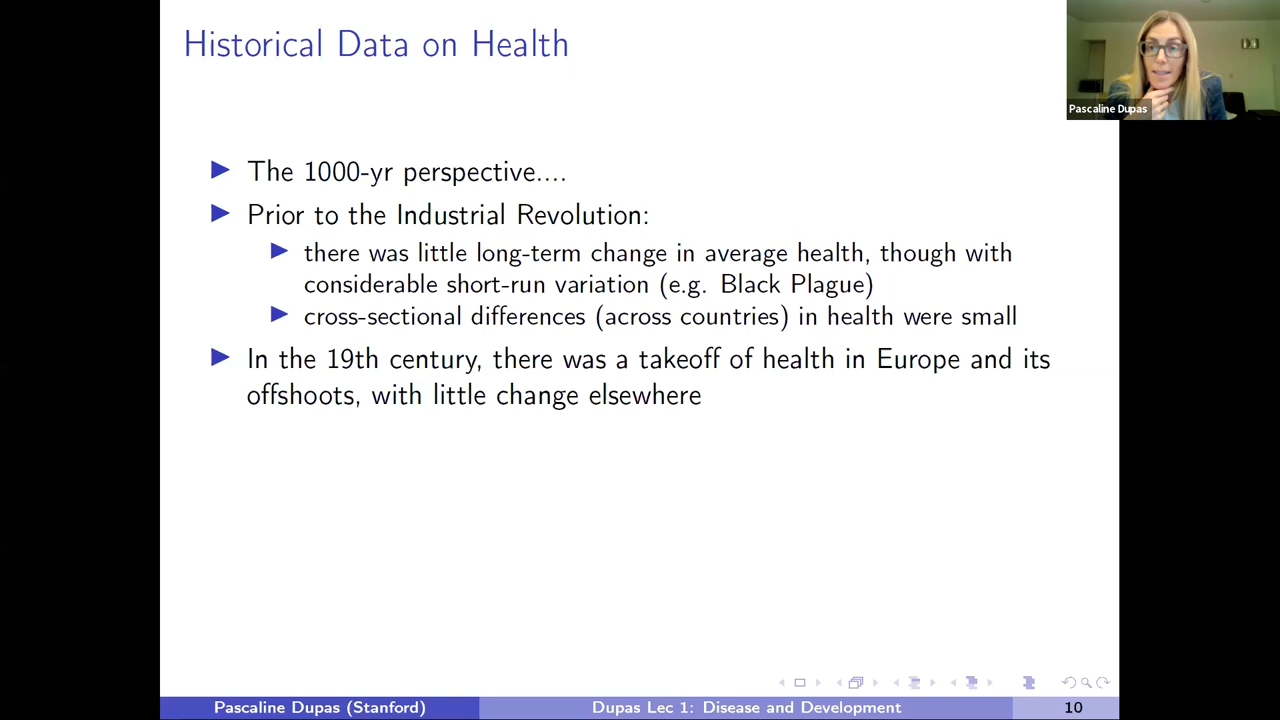 Historical Data on Health
Pascaline Dupas
The 1000-yr perspective....
Prior to the Industrial Revolution:
there was little long-term change in average health, though with
considerable short-run variation (e.g. Black Plague)
cross-sectional differences (across countries) in health were small
In the 19th century, there was a takeoff of health in Europe and its
offshoots, with little change elsewhere
Pascaline Dupas (Stanford)
Dupas Lec 1: Disease and Development
10